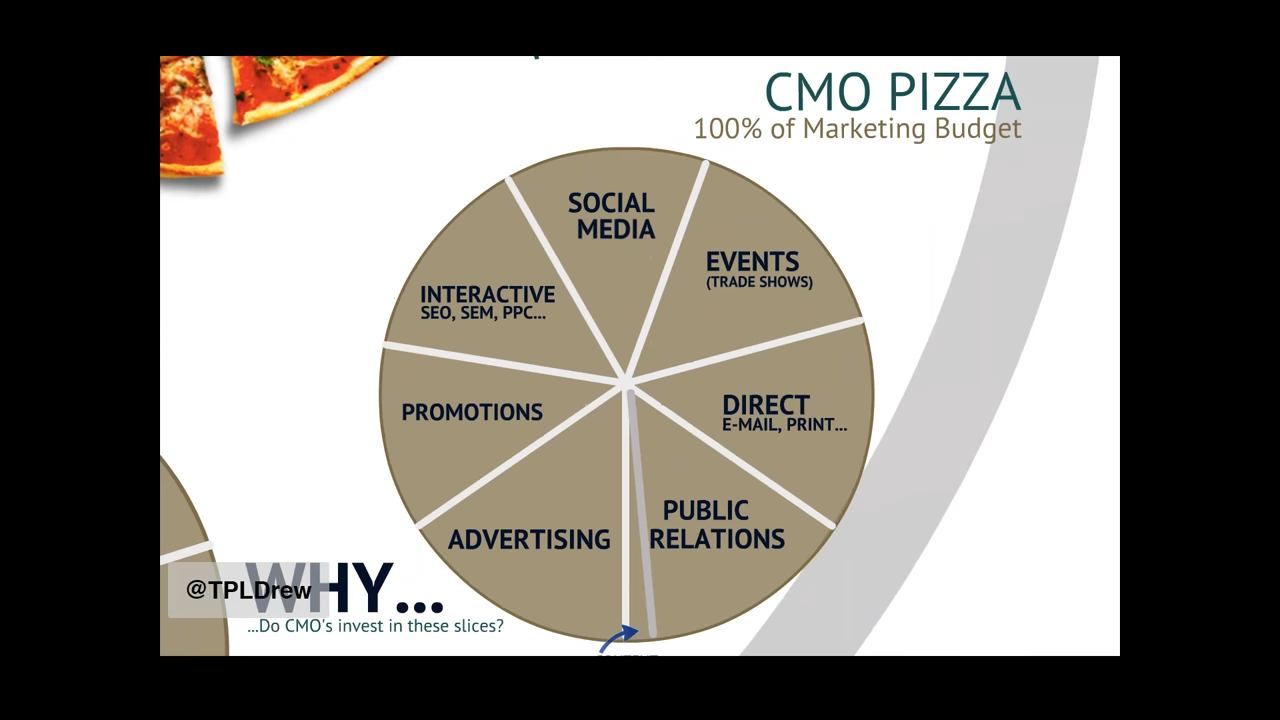 CMO PIZZA
100% of Marketing Budget
SOCIAL
MEDIA
EVENTS
(TRADE SHOWS)
INTERACTIVE
SEO, SEM, PPC...
PROMOTIONS
DIRECT
E-MAIL, PRINT...
PUBLIC
RELATIONS
ADVERTISING
WHY...
@TPLDrew
...Do CMO's invest in these slices?